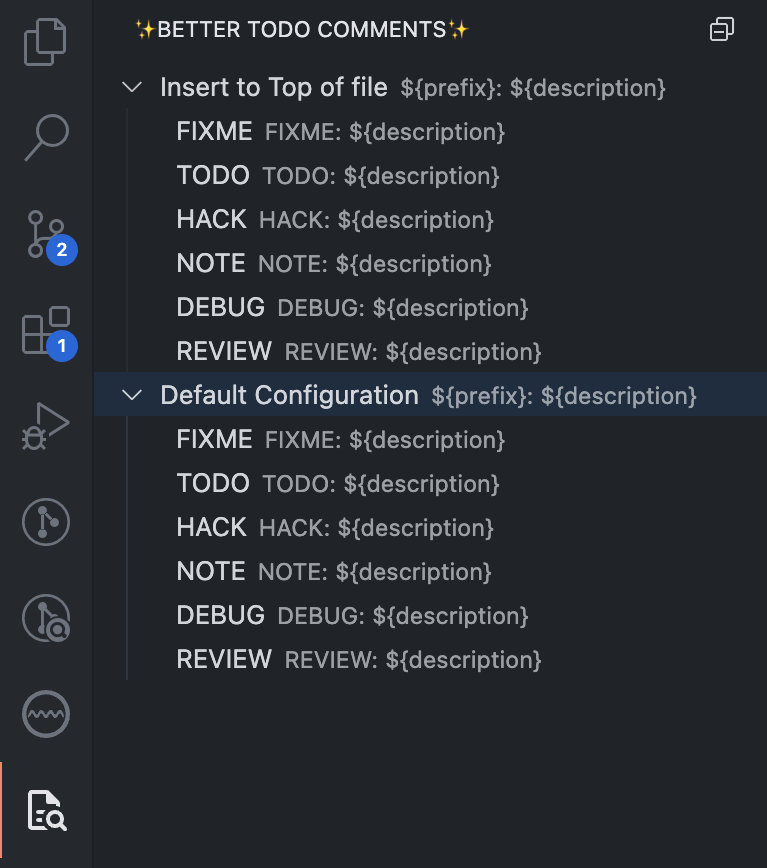 ✨BETTER TODO COMMENTS✨
Insert to Top of file ${prefix}: ${description}
FIXME FIXME: ${description}
TODO TODO: ${description}
HACK HACK: ${description}
NOTE NOTE: ${description}
DEBUG DEBUG: ${description}
REVIEW REVIEW: ${description}
Default Configuration ${prefix}: ${description}
FIXME FIXME: ${description}
TODO TODO: ${description}
HACK HACK: ${description}
NOTE NOTE: ${description}
DEBUG DEBUG: ${description}
REVIEW REVIEW: ${description}
2
1